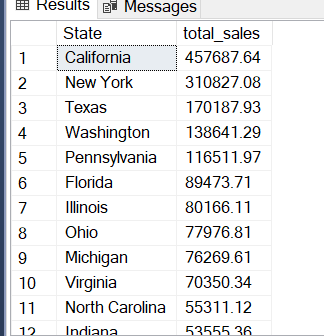 Results Messages
State total_sales
1 California 457687.64
2 New York 310827.08
3 Texas 170187.93
4 Washington 138641.29
5 Pennsylvania 116511.97
6 Florida 89473.71
7 Illinois 80166.11
8 Ohio 77976.81
9 Michigan 76269.61
10 Virginia 70350.34
11 North Carolina 55311.12
12 Indiana 53555.36